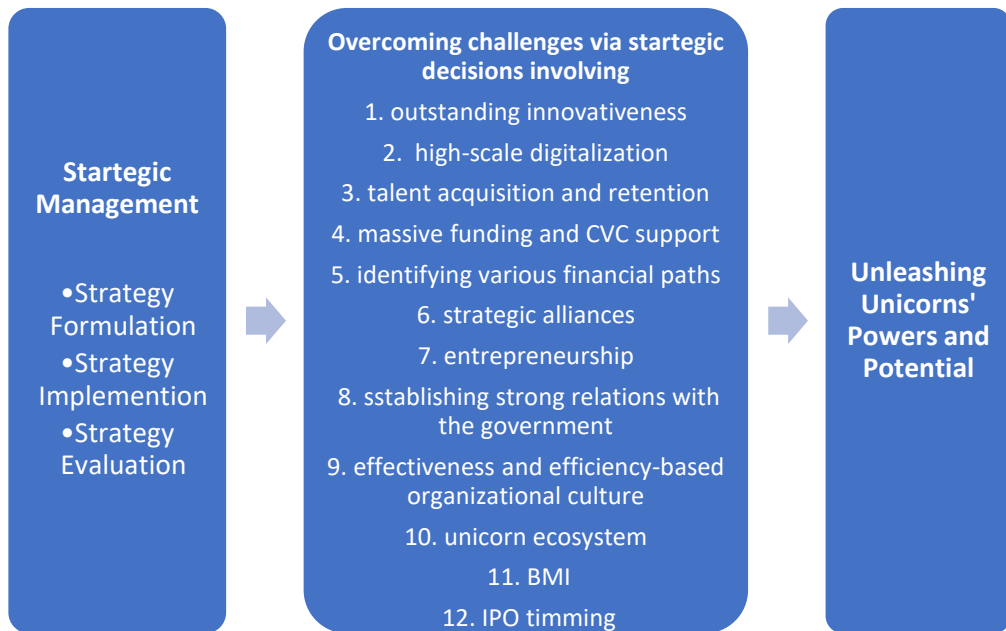 Startegic
Management
•Strategy
Formulation
•Strategy
Implemention
•Strategy
Evaluation
Overcoming challenges via startegic
decisions involving
1. outstanding innovativeness
2. high-scale digitalization
3. talent acquisition and retention
4. massive funding and CVC support
5. identifying various financial paths
6. strategic alliances
7. entrepreneurship
8. sstablishing strong relations with
the government
9. effectiveness and efficiency-based
organizational culture
10. unicorn ecosystem
11. BMI
12. IPO timming
Unleashing
Unicorns'
Powers and
Potential